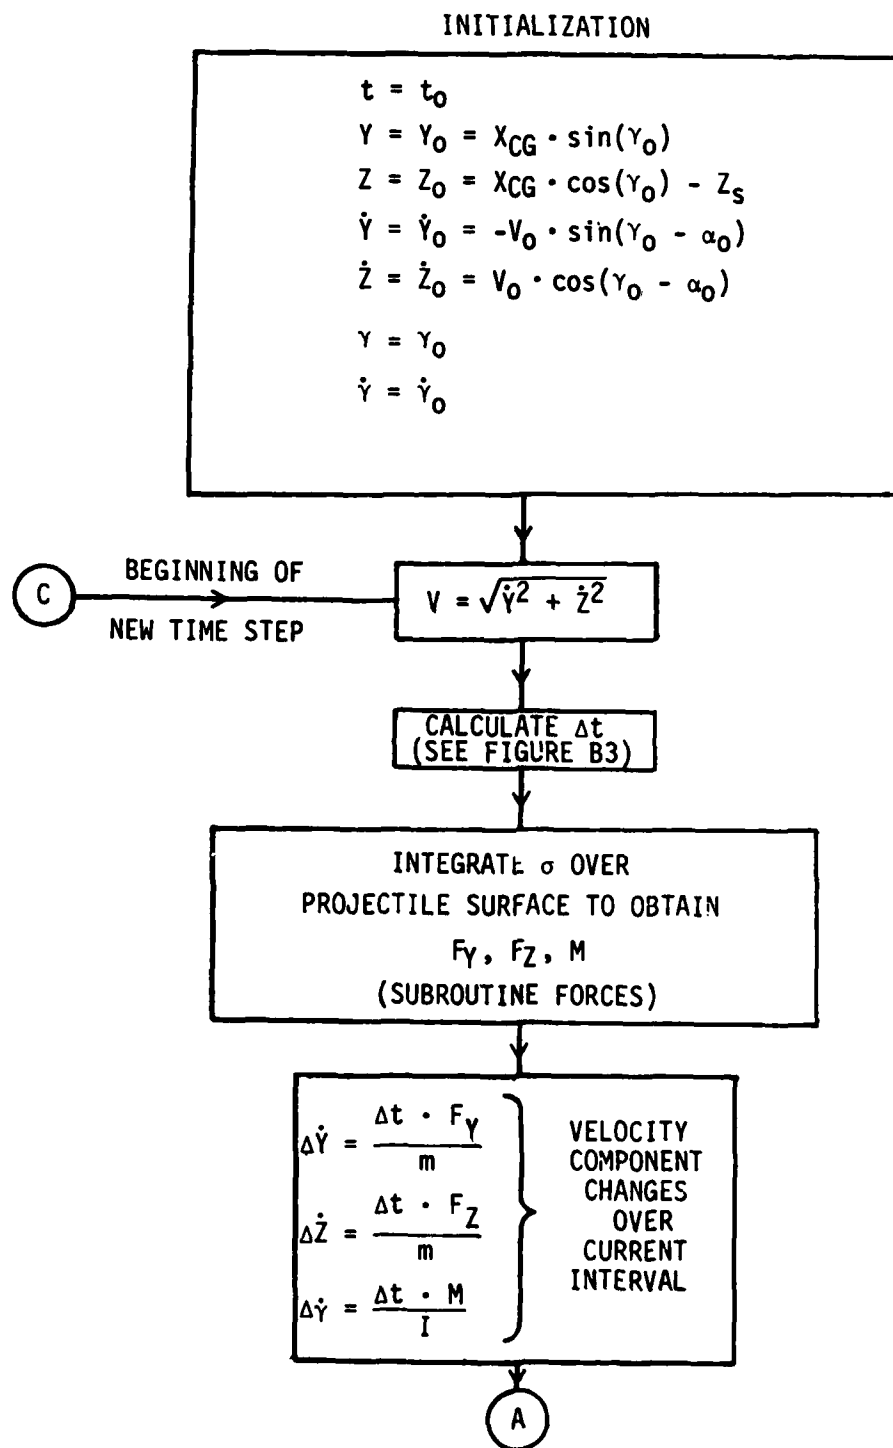 INITIALIZATION
t = t₀
Y = Y₀ = X_CG · sin(γ₀)
Z = Z₀ = X_CG · cos(γ₀) - Z_s
Ẏ = Ẏ₀ = -V₀ · sin(γ₀ - α₀)
Ż = Ż₀ = V₀ · cos(γ₀ - α₀)
γ = γ₀
γ̇ = γ̇₀
C
BEGINNING OF
NEW TIME STEP
V = √(Ẏ² + Ż²)
CALCULATE Δt
(SEE FIGURE B3)
INTEGRATE σ OVER
PROJECTILE SURFACE TO OBTAIN
F_Y, F_Z, M
(SUBROUTINE FORCES)
ΔẎ = Δt · F_Y / m
ΔŻ = Δt · F_Z / m
Δγ̇ = Δt · M / I
VELOCITY
COMPONENT
CHANGES
OVER
CURRENT
INTERVAL
A